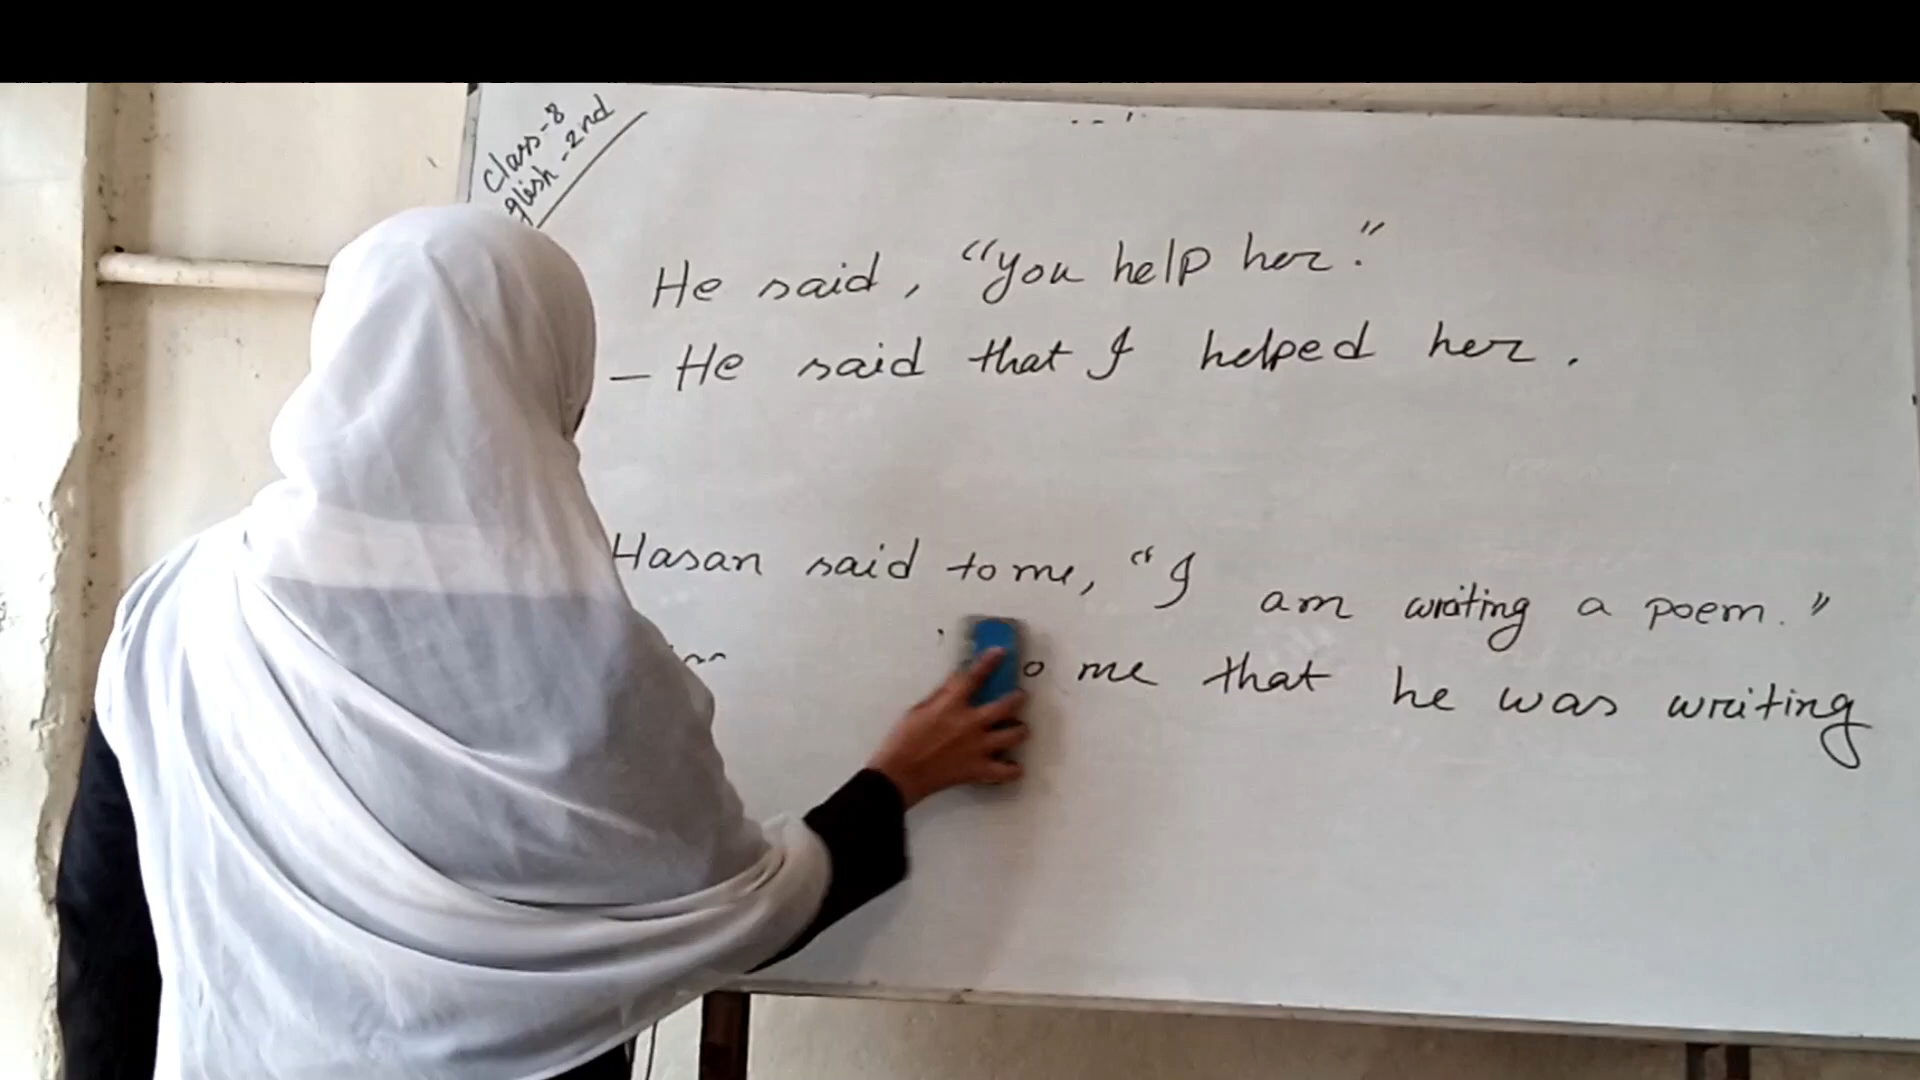 Class-8
glish-2nd
He said, "you help her."
- He said that I helped her.
Hasan said to me, "I am writing a poem."
me that he was writing